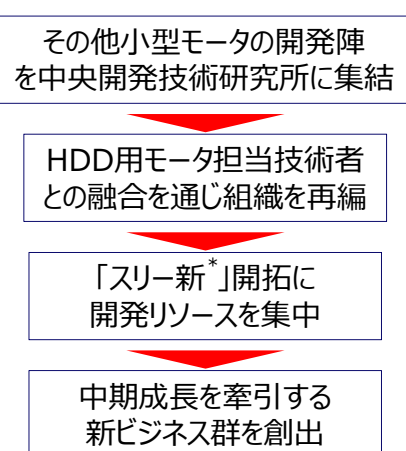 その他小型モータの開発陣
を中央開発技術研究所に集結
HDD用モータ担当技術者
との融合を通じ組織を再編
「スリー新*」開拓に
開発リソースを集中
中期成長を牽引する
新ビジネス群を創出